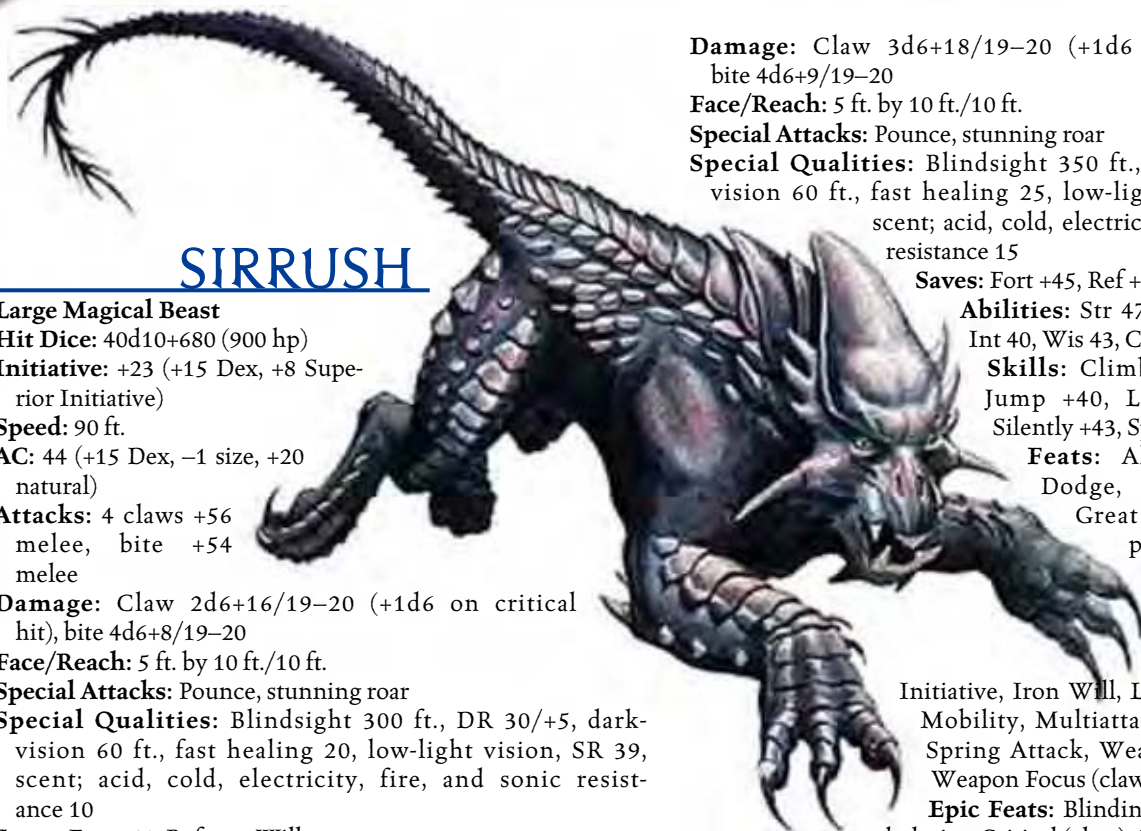 SIRRUSH
Large Magical Beast
Hit Dice: 40d10+680 (900 hp)
Initiative: +23 (+15 Dex, +8 Supe-
rior Initiative)
Speed: 90 ft.
AC: 44 (+15 Dex, –1 size, +20
natural)
Attacks: 4 claws +56
melee, bite +54
melee
Damage: Claw 2d6+16/19–20 (+1d6 on critical
hit), bite 4d6+8/19–20
Face/Reach: 5 ft. by 10 ft./10 ft.
Special Attacks: Pounce, stunning roar
Special Qualities: Blindsight 300 ft., DR 30/+5, dark-
vision 60 ft., fast healing 20, low-light vision, SR 39,
scent; acid, cold, electricity, fire, and sonic resist-
ance 10
Damage: Claw 3d6+18/19–20 (+1d6
bite 4d6+9/19–20
Face/Reach: 5 ft. by 10 ft./10 ft.
Special Attacks: Pounce, stunning roar
Special Qualities: Blindsight 350 ft.,
vision 60 ft., fast healing 25, low-lig
scent; acid, cold, electric
resistance 15
Saves: Fort +45, Ref +
Abilities: Str 47
Int 40, Wis 43, C
Skills: Climb
Jump +40, L
Silently +43, S
Feats: A
Dodge,
Great
p
Initiative, Iron Will, I
Mobility, Multiatta
Spring Attack, Wea
Weapon Focus (claw
Epic Feats: Blindin